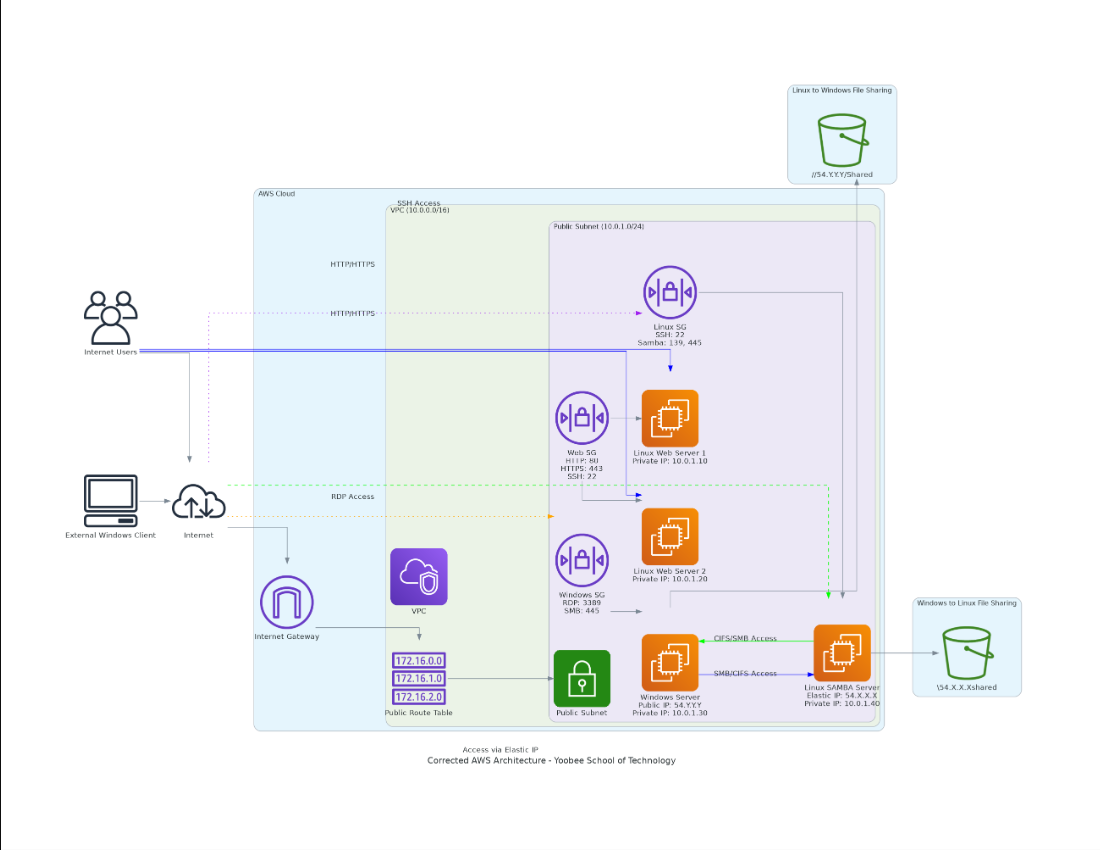 Linux to Windows File Sharing
//54.Y.Y.Y/Shared
AWS Cloud
SSH Access
VPC (10.0.0.0/16)
Public Subnet (10.0.1.0/24)
HTTP/HTTPS
HTTP/HTTPS
Linux SG
SSH: 22
Samba: 139, 445
Internet Users
Web SG
HTTP: 80
HTTPS: 443
SSH: 22
Linux Web Server 1
Private IP: 10.0.1.10
RDP Access
External Windows Client
Internet
Linux Web Server 2
Private IP: 10.0.1.20
Windows SG
RDP: 3389
SMB: 445
VPC
Internet Gateway
172.16.0.0
172.16.1.0
172.16.2.0
Public Route Table
Public Subnet
CIFS/SMB Access
SMB/CIFS Access
Windows Server
Public IP: 54.Y.Y.Y
Private IP: 10.0.1.30
Linux SAMBA Server
Elastic IP: 54.X.X.X
Private IP: 10.0.1.40
Windows to Linux File Sharing
\54.X.X.Xshared
Access via Elastic IP
Corrected AWS Architecture - Yoobee School of Technology